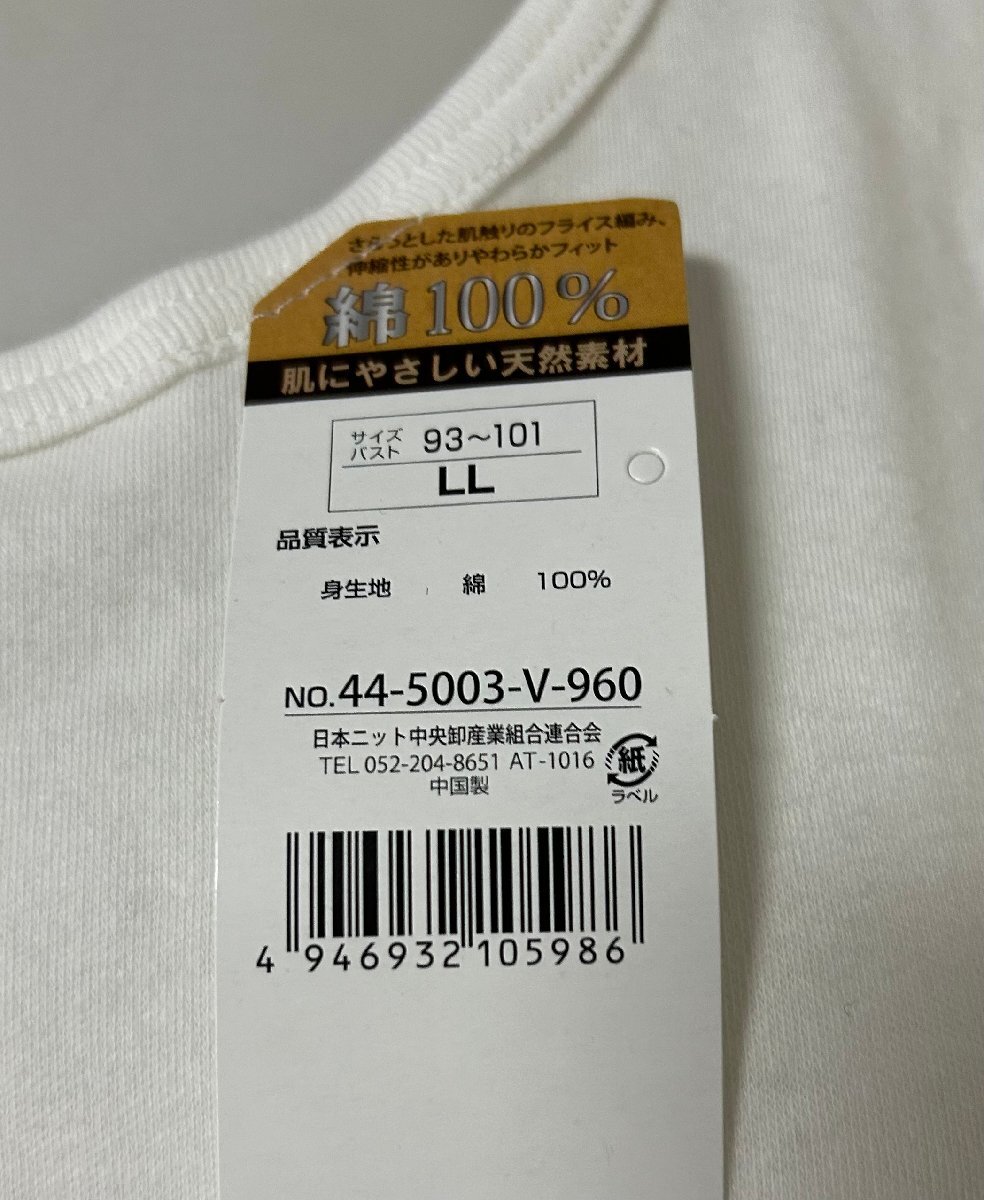 さらっとした肌触りのフライス編み、
伸縮性がありやわらかフィット
綿100%
肌にやさしい天然素材
サイズ
バスト 93~101
LL
品質表示
身生地 綿 100%
NO.44-5003-V-960
日本ニット中央卸産業組合連合会
TEL 052-204-8651 AT-1016
中国製
紙
ラベル
4 946932 105986